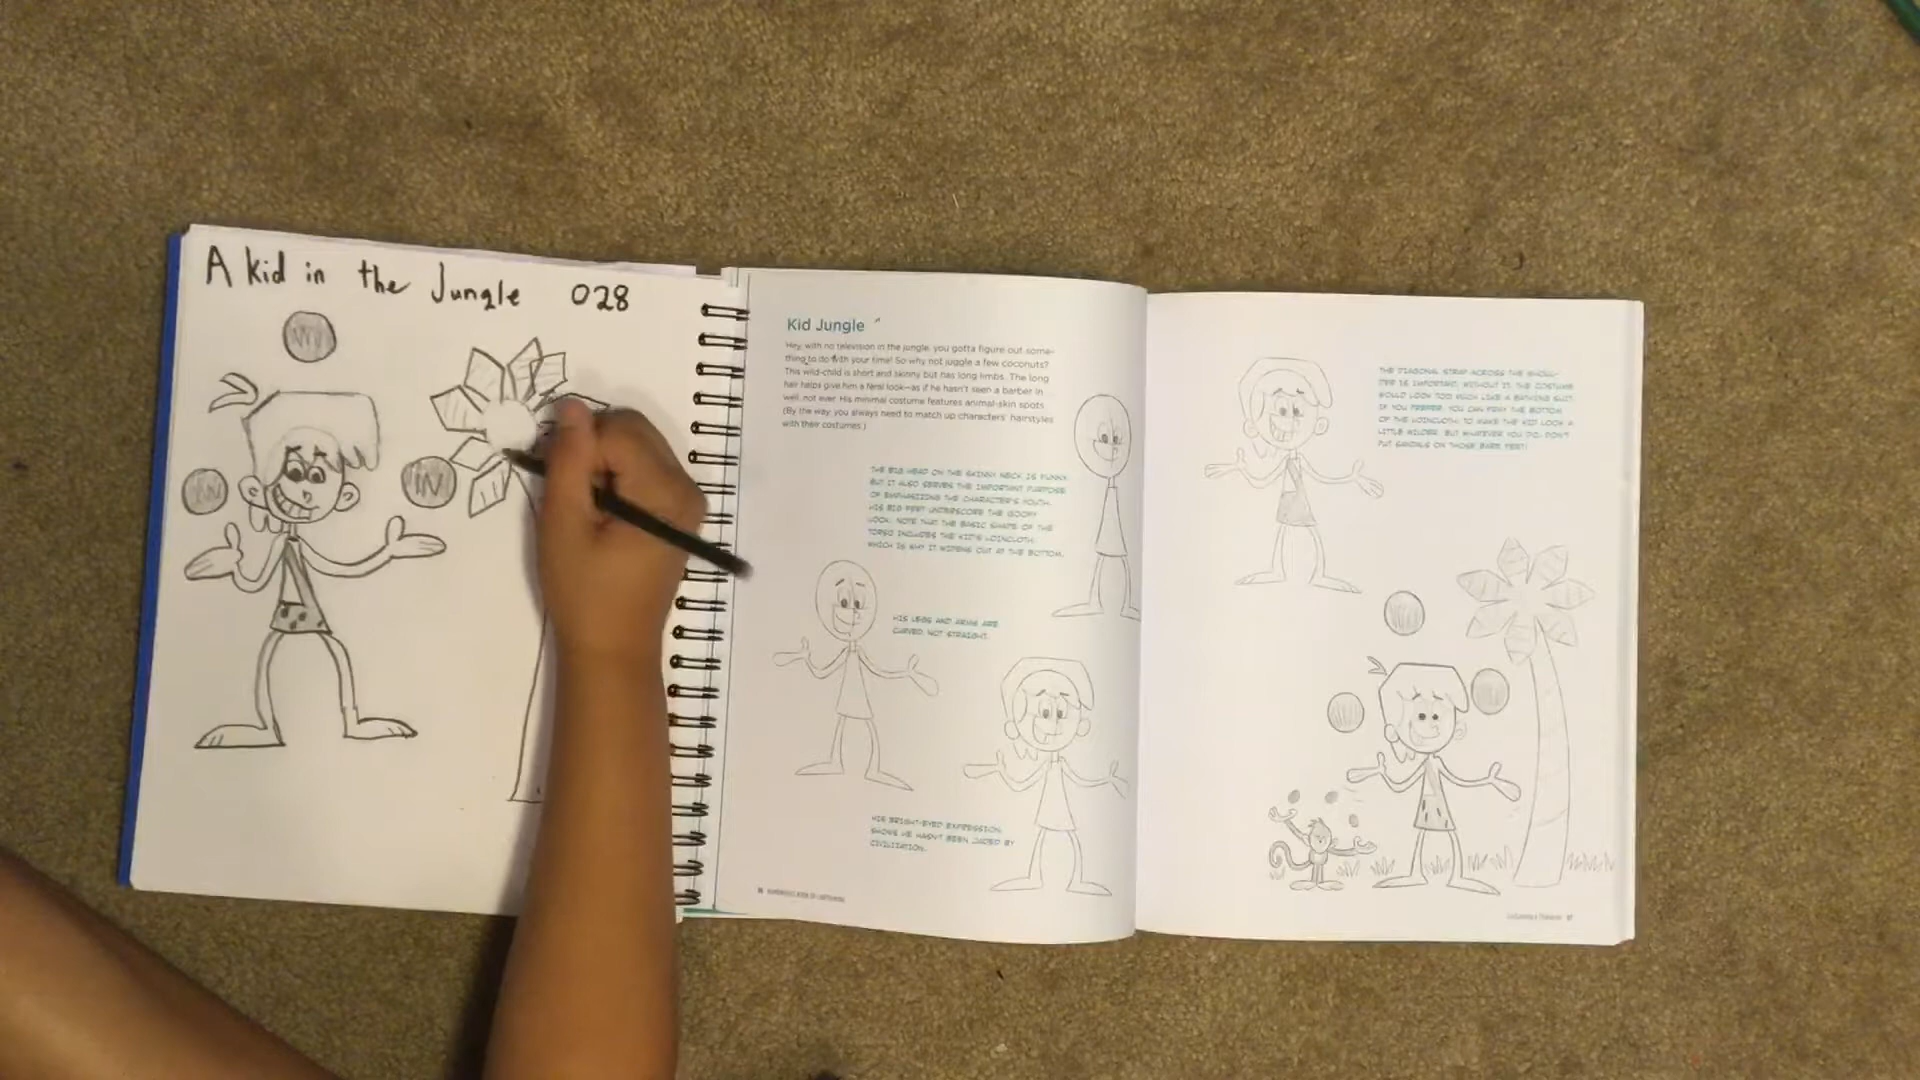 A kid in the Jungle 028
Kid Jungle
Hey, with no television in the jungle, you gotta figure out some-
thing to do with your time! So why not juggle a few coconuts?
This wild-child is short and skinny but has long limbs. The long
hair helps give him a feral look—as if he hasn't seen a barber in
well, not ever. His minimal costume features animal-skin spots.
(By the way, you always need to match up characters' hairstyles
with their costumes.)
THE BIG HEAD ON THE SKINNY NECK IS FUNNY,
BUT IT ALSO SERVES THE IMPORTANT PURPOSE
OF EMPHASIZING THE CHARACTER'S YOUTH.
HIS BIG FEET UNDERSCORE THE GOOFY
LOOK. NOTE THAT THE BASIC SHAPE OF THE
TORSO INCLUDES THE KID'S LOINCLOTH,
WHICH IS WHY IT WIDENS OUT AT THE BOTTOM.
HIS LEGS AND ARMS ARE
CURVED, NOT STRAIGHT.
HIS BRIGHT-EYED EXPRESSION
SHOWS HE HASN'T BEEN JADED BY
CIVILIZATION.
THE DIAGONAL STRAP ACROSS THE SHOUL-
DER IS IMPORTANT; WITHOUT IT, THE COSTUME
WOULD LOOK TOO MUCH LIKE A BATHING SUIT.
IF YOU PREFER, YOU CAN FRAY THE BOTTOM
OF THE LOINCLOTH, TO MAKE THE KID LOOK A
LITTLE WILDER. BUT WHATEVER YOU DO, DON'T
PUT SANDALS ON THOSE BARE FEET!